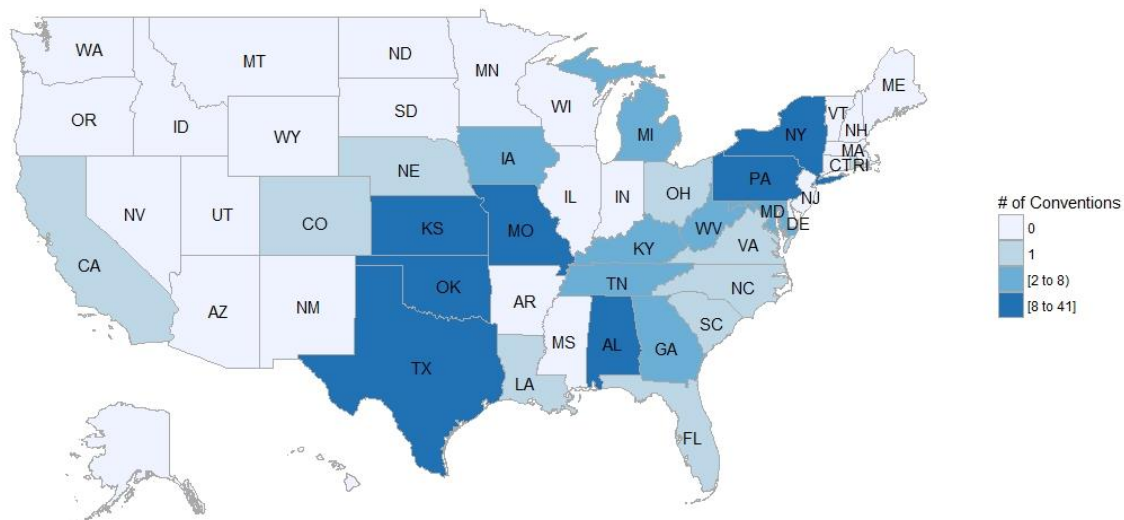 WA
MT
ND
MN
ME
OR
ID
SD
WI
VT
NH
WY
MI
NY
MA
CT RI
IA
NE
PA
NV
UT
IL
IN
OH
NJ
CO
MD
DE
KS
MO
WV
CA
KY
VA
TN
NC
AZ
NM
OK
AR
SC
MS
AL
GA
TX
LA
FL
# of Conventions
0
1
[2 to 8)
[8 to 41]